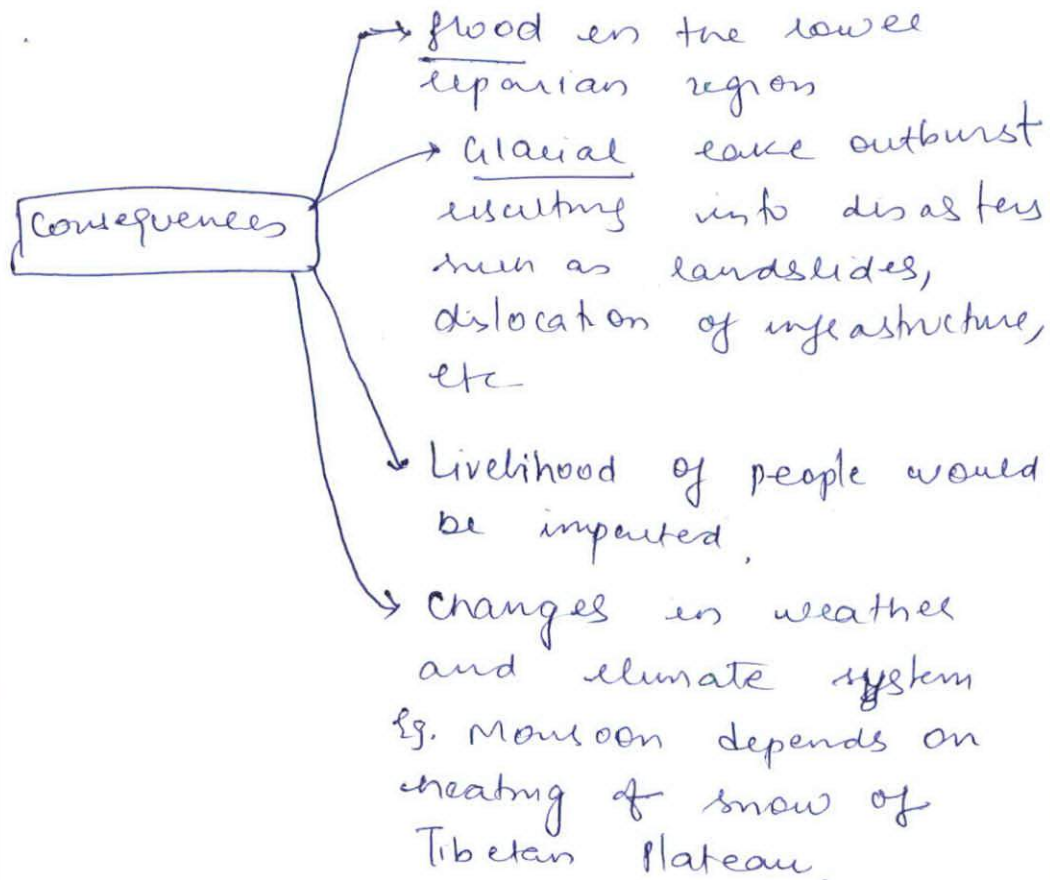 Consequences
flood in the lower
riparian region
Glacial lake outburst
resulting into disasters
such as landslides,
dislocation of infrastructure,
etc
Livelihood of people would
be impacted.
Changes in weather
and climate system
Eg. Monsoon depends on
heating of snow of
Tibetan Plateau.